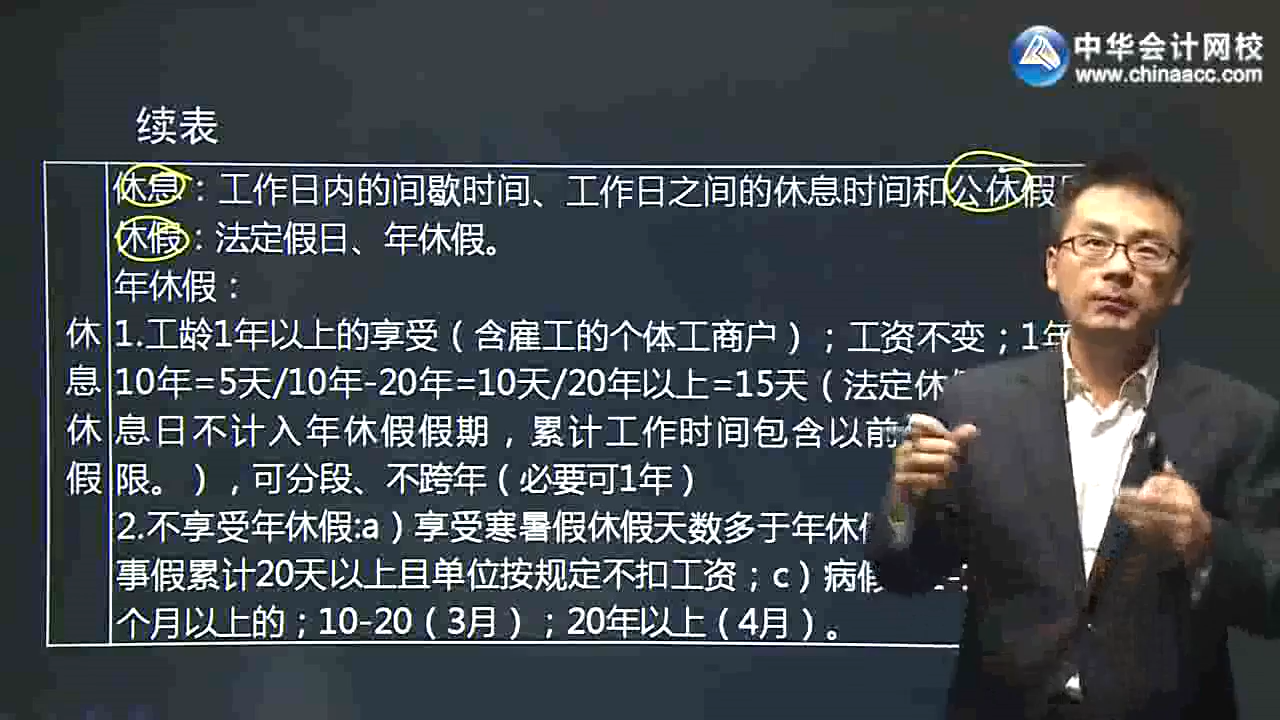 中华会计网校
www.chinaacc.com
续表
休息：工作日内的间歇时间、工作日之间的休息时间和公休假
休假：法定假日、年休假。
年休假：
休息休假
1.工龄1年以上的享受（含雇工的个体工商户）；工资不变；1年
10年=5天/10年-20年=10天/20年以上=15天（法定休
息日不计入年休假假期，累计工作时间包含以前
限。），可分段、不跨年（必要可1年）
2.不享受年休假:a）享受寒暑假休假天数多于年休
事假累计20天以上且单位按规定不扣工资；c）病
个月以上的；10-20（3月）；20年以上（4月）。